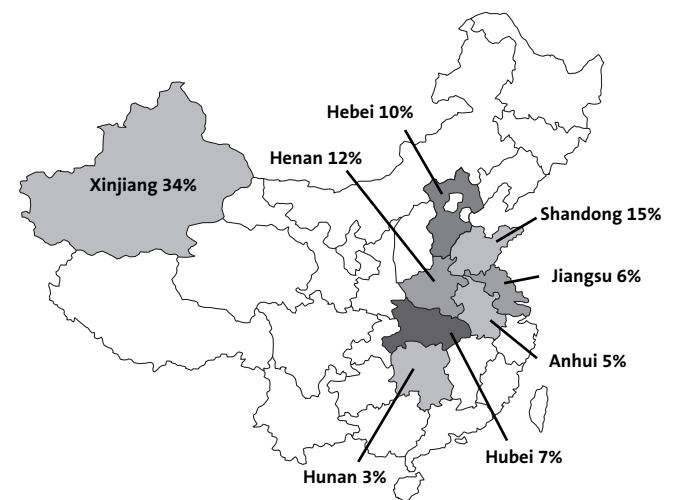 Hebei 10%
Henan 12%
Xinjiang 34%
Shandong 15%
Jiangsu 6%
Anhui 5%
Hubei 7%
Hunan 3%